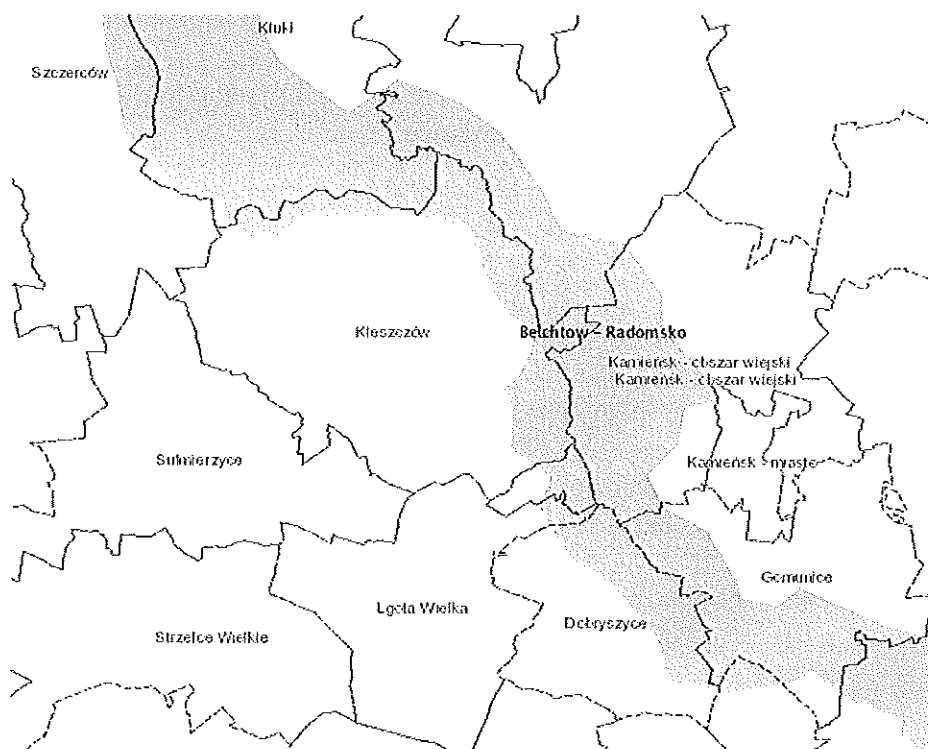 Kluki
Szczerców
Kleszczów
Bełchtow – Radomsko
Kamieńsk - obszar wiejski
Kamieńsk - obszar wiejski
Sulmierzyce
Kamieńsk - miasto
Gomunice
Lgota Wielka
Dobryszyce
Strzelce Wielkie